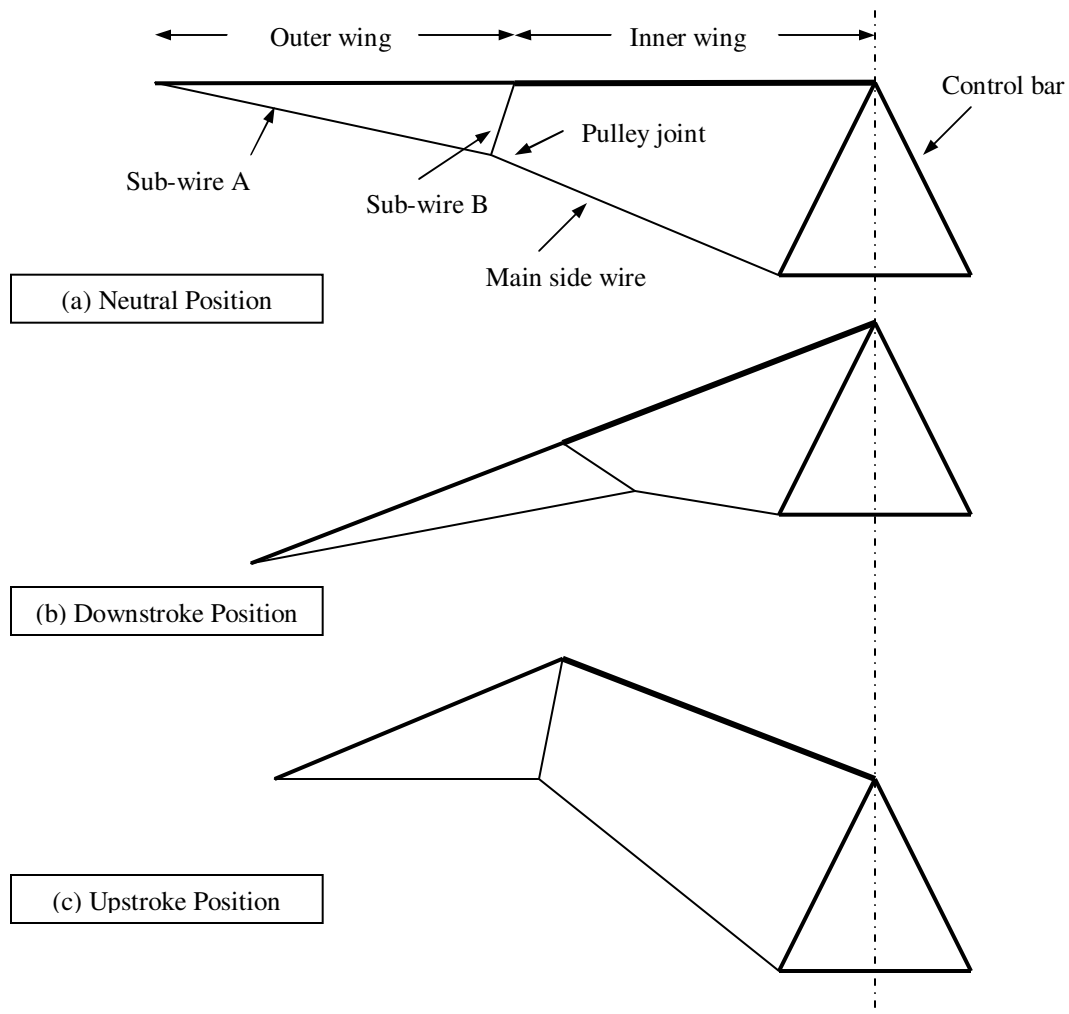 Outer wing
Inner wing
Control bar
Pulley joint
Sub-wire A
Sub-wire B
Main side wire
(a) Neutral Position
(b) Downstroke Position
(c) Upstroke Position